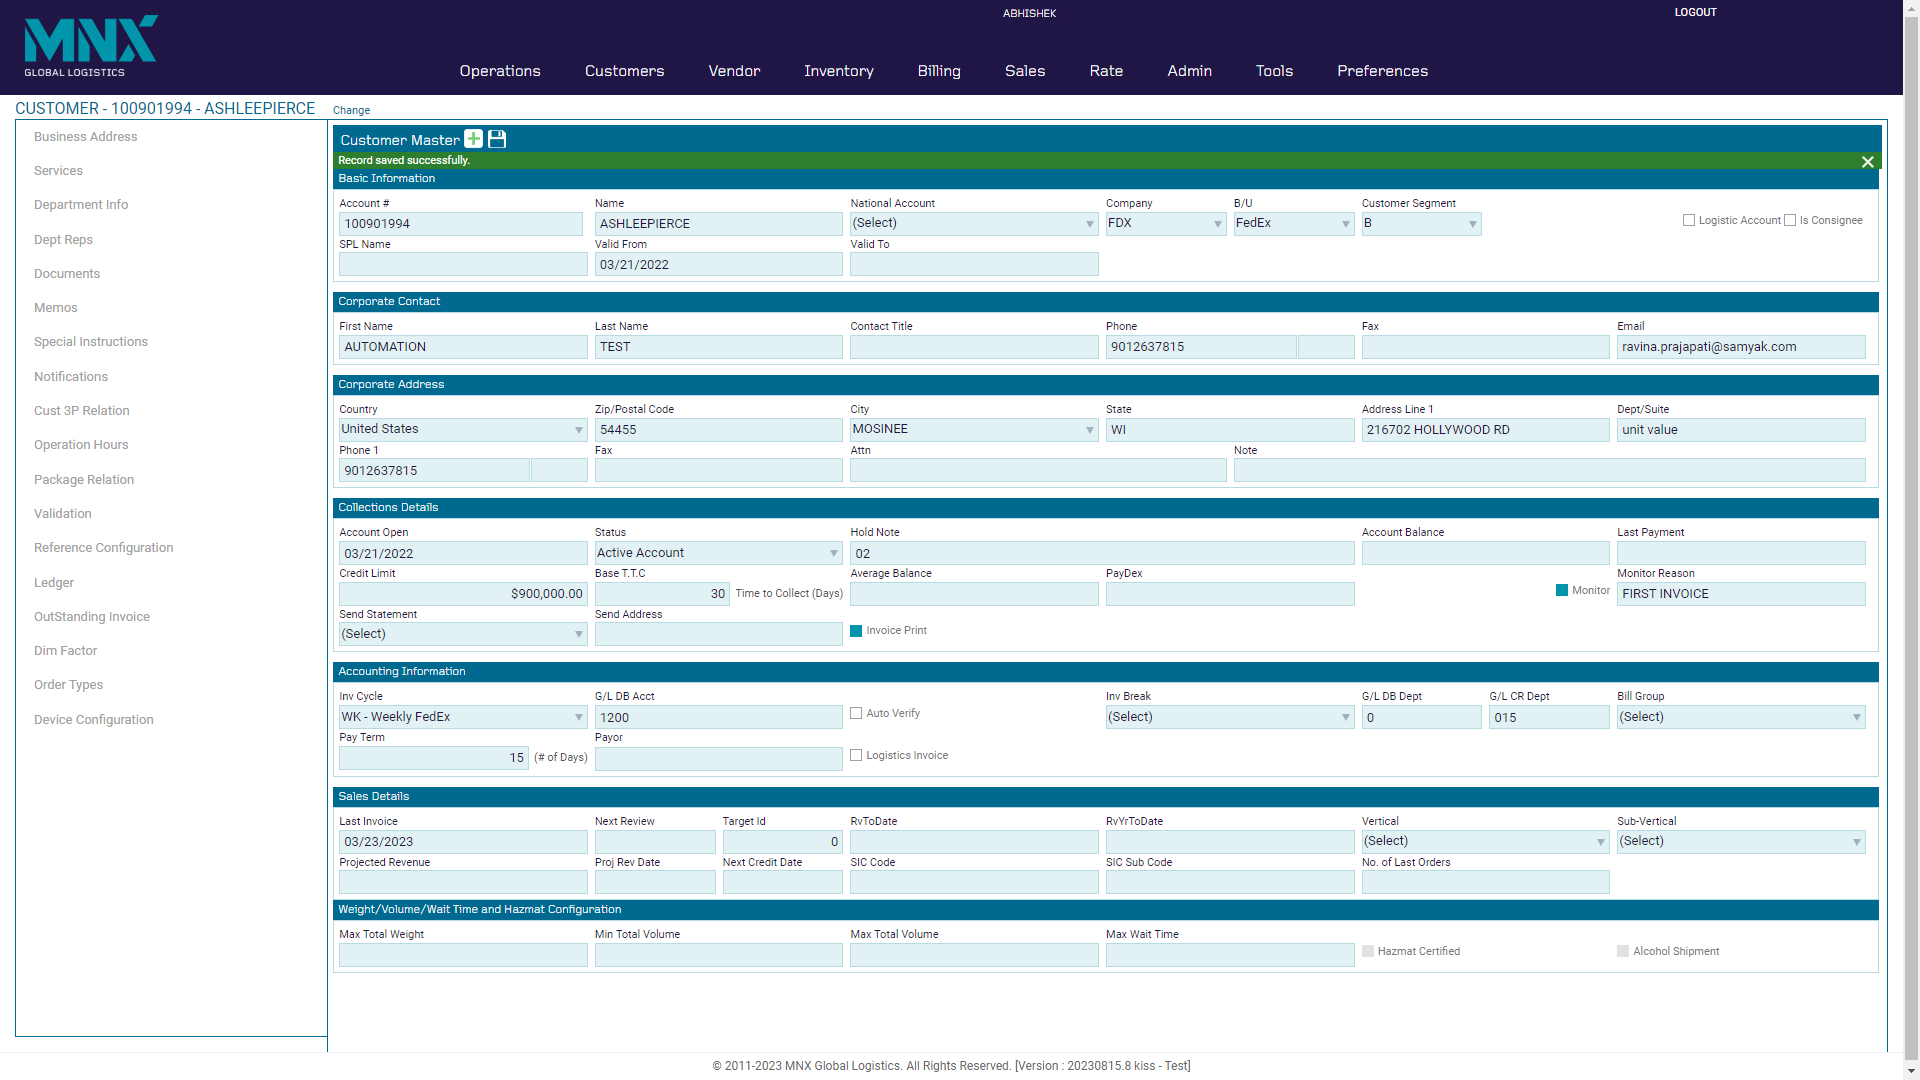 MNX
GLOBAL LOGISTICS
ABHISHEK
LOGOUT
Operations Customers Vendor Inventory Billing Sales Rate Admin Tools Preferences
CUSTOMER - 100901994 - ASHLEEPIERCE Change
Business Address
Services
Department Info
Dept Reps
Documents
Memos
Special Instructions
Notifications
Cust 3P Relation
Operation Hours
Package Relation
Validation
Reference Configuration
Ledger
OutStanding Invoice
Dim Factor
Order Types
Device Configuration
Customer Master
Record saved successfully.
Basic Information
Account # Name National Account Company B/U Customer Segment
100901994 ASHLEEPIERCE (Select) FDX FedEx B Logistic Account Is Consignee
SPL Name Valid From Valid To
03/21/2022
Corporate Contact
First Name Last Name Contact Title Phone Fax Email
AUTOMATION TEST 9012637815 ravina.prajapati@samyak.com
Corporate Address
Country Zip/Postal Code City State Address Line 1 Dept/Suite
United States 54455 MOSINEE WI 216702 HOLLYWOOD RD unit value
Phone 1 Fax Attn Note
9012637815
Collections Details
Account Open Status Hold Note Account Balance Last Payment
03/21/2022 Active Account 02
Credit Limit Base T.T.C Average Balance PayDex Monitor Reason
$900,000.00 30 Time to Collect (Days) Monitor FIRST INVOICE
Send Statement Send Address
(Select) Invoice Print
Accounting Information
Inv Cycle G/L DB Acct Inv Break G/L DB Dept G/L CR Dept Bill Group
WK - Weekly FedEx 1200 Auto Verify (Select) 0 015 (Select)
Pay Term Payor
15 (# of Days) Logistics Invoice
Sales Details
Last Invoice Next Review Target Id RvToDate RvYrToDate Vertical Sub-Vertical
03/23/2023 0 (Select) (Select)
Projected Revenue Proj Rev Date Next Credit Date SIC Code SIC Sub Code No. of Last Orders
Weight/Volume/Wait Time and Hazmat Configuration
Max Total Weight Min Total Volume Max Total Volume Max Wait Time
Hazmat Certified Alcohol Shipment
© 2011-2023 MNX Global Logistics. All Rights Reserved. [Version : 20230815.8 kiss - Test]